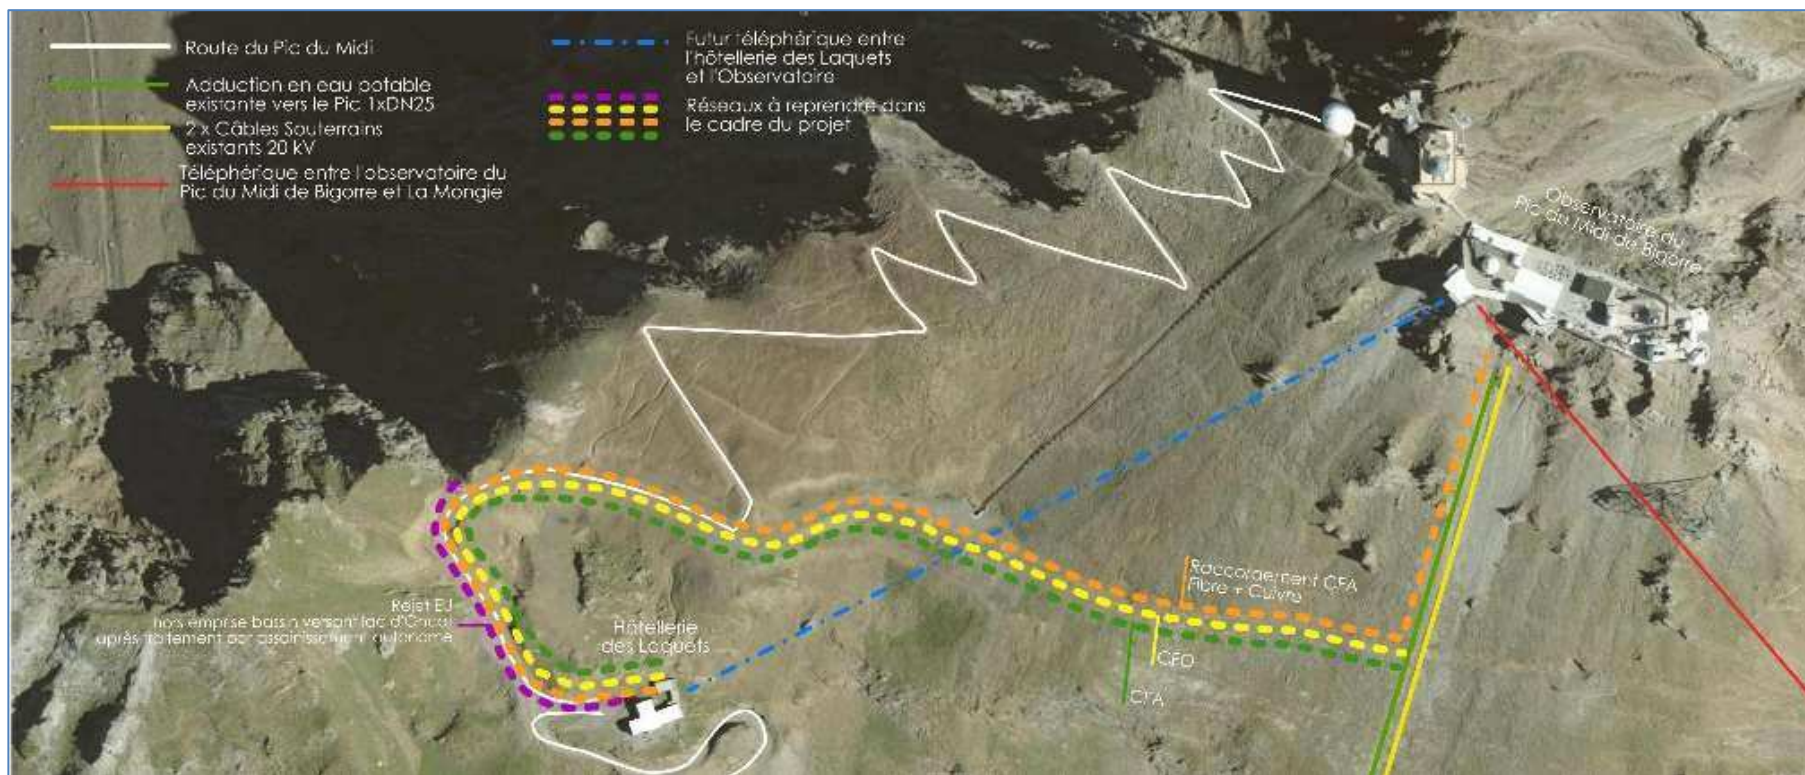 Route du Pic du Midi
Adduction en eau potable
existante vers le Pic 1xDN25
2 x Câbles Souterrains
existants 20 kV
Téléphérique entre l'observatoire du
Pic du Midi de Bigorre et La Mongie
Futur téléphérique entre
l'hôtellerie des Laquets
et l'Observatoire
Réseaux à reprendre dans
le cadre du projet
Observatoire du
Pic du Midi de Bigorre
Raccordement CFA
Fibre + Cuivre
Rejet EU
hors emprise bassin versant lac d'Oncet
après traitement par assainissement autonome
Hôtellerie
des Laquets
CFO
CFA